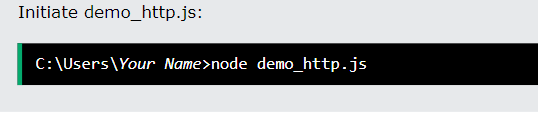 Initiate demo_http.js:
C:\Users\Your Name>node demo_http.js